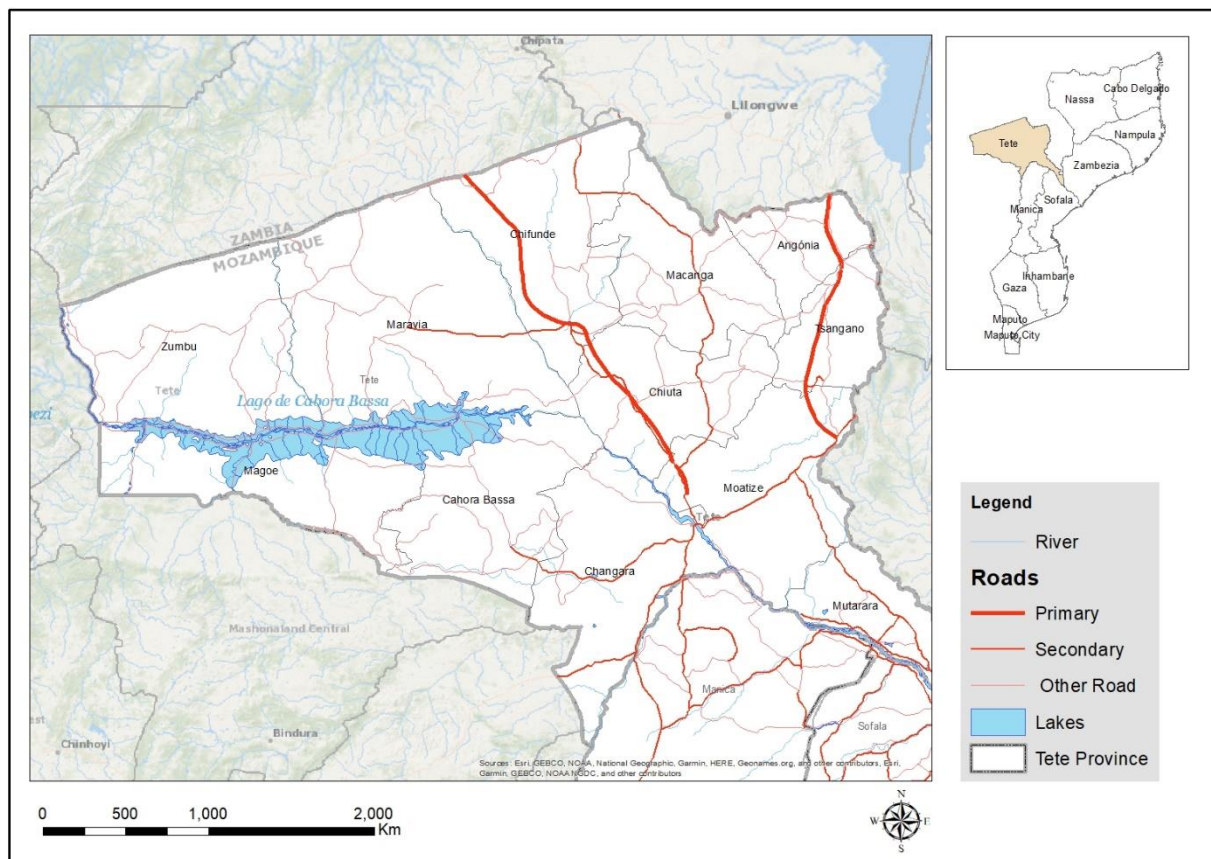 Chipata
Lilongwe
ZAMBIA
MOZAMBIQUE
Chifunde
Angónia
Macanga
Tsangano
Maravia
Zumbu
Tete
Tete
Chiuta
Lago de Cahora Bassa
Magoe
Cahora Bassa
Moatize
Tete
Changara
Mutarara
Mashonaland Central
Manica
Sofala
Chinhoyi
Bindura
Sources: Esri, GEBCO, NOAA, National Geographic, Garmin, HERE, Geonames.org, and other contributors, Esri,
Garmin, GEBCO, NOAA NGDC, and other contributors
0 500 1,000 2,000
Km
N
W E
S
Cabo Delgado
Nassa
Nampula
Tete
Zambezia
Sofala
Manica
Inhambane
Gaza
Maputo
Maputo City
Legend
River
Roads
Primary
Secondary
Other Road
Lakes
Tete Province